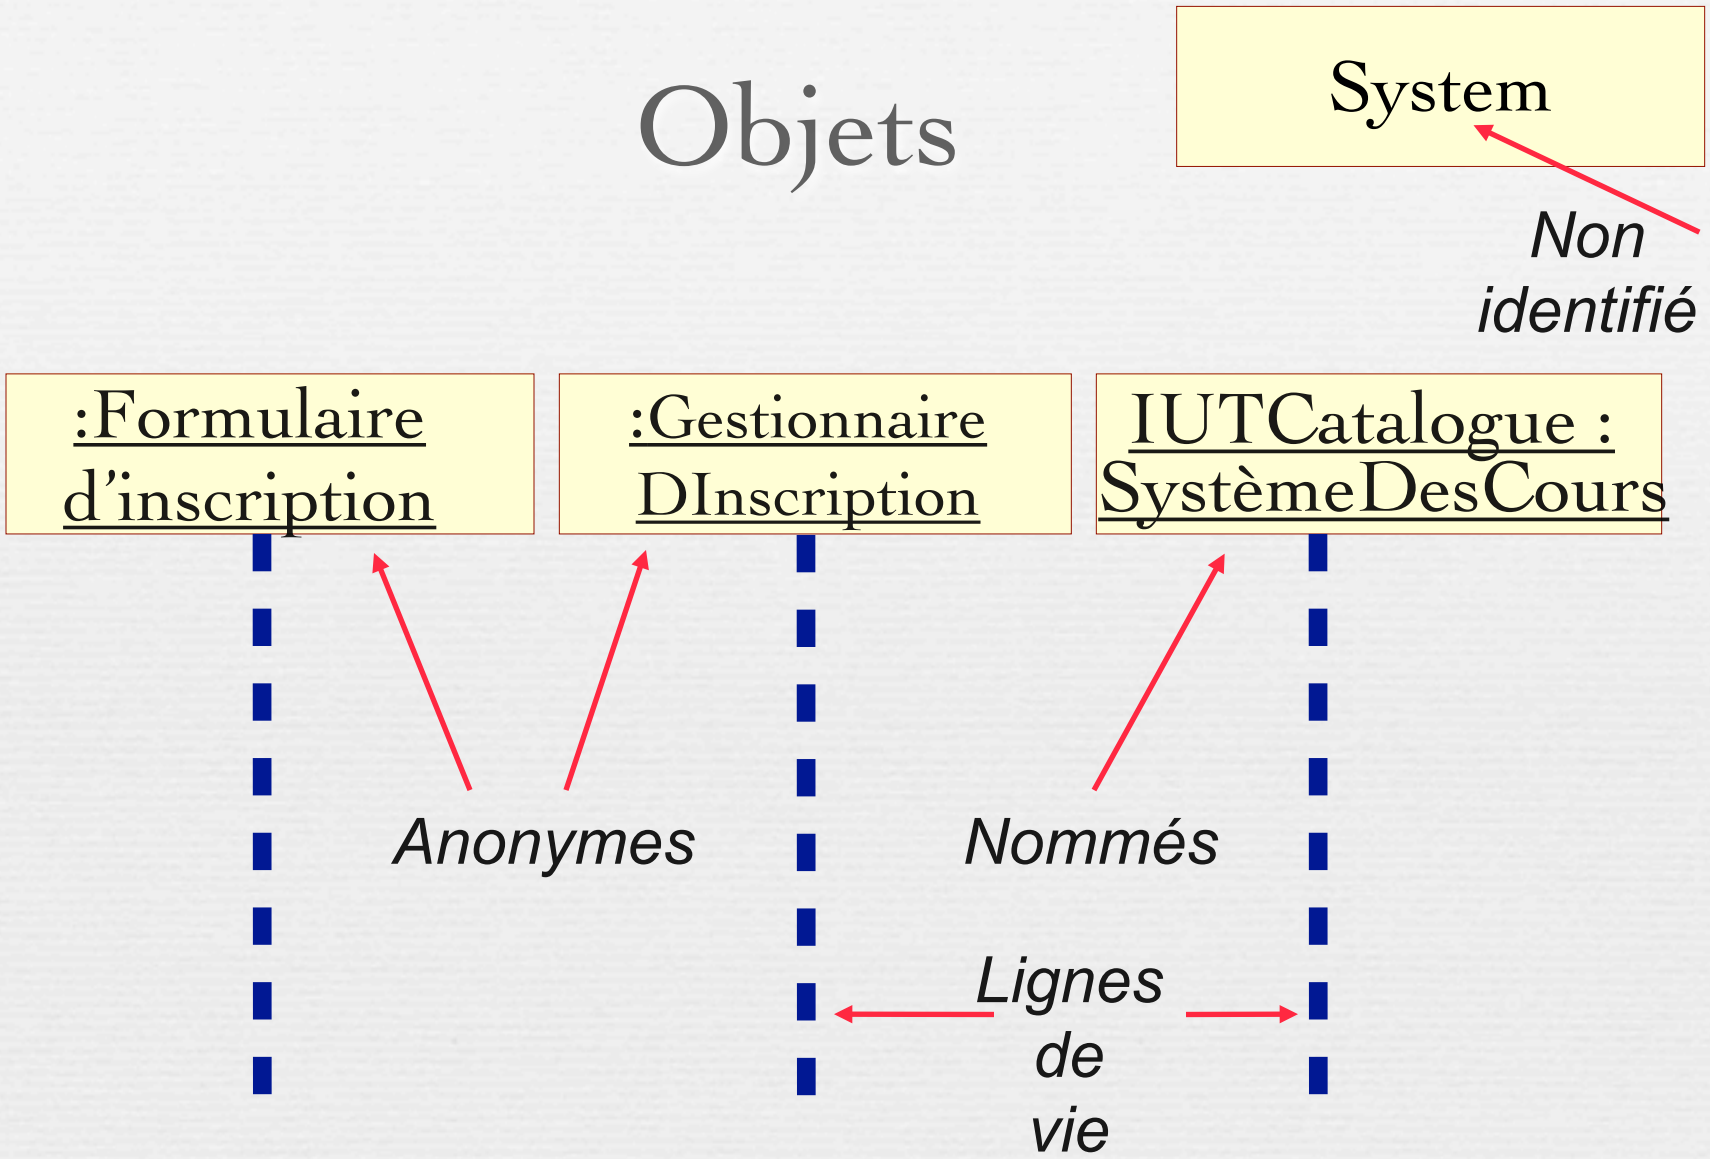 Objets
System
Non
identifié
:Formulaire
d’inscription
:Gestionnaire
DInscription
IUTCatalogue :
SystèmeDesCours
Anonymes
Nommés
Lignes
de
vie